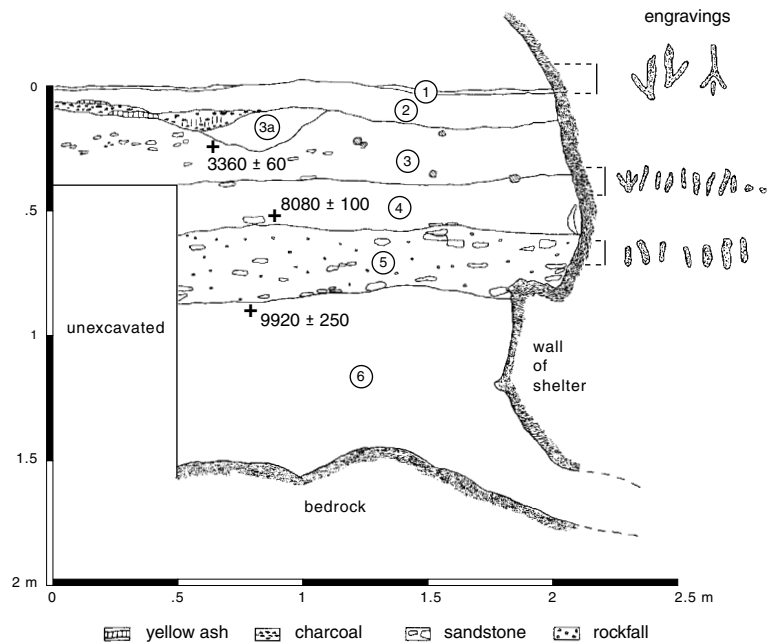 engravings
0
1
2
3a
3360 ± 60
3
.5
8080 ± 100
4
5
9920 ± 250
unexcavated
1
wall
of
shelter
6
1.5
bedrock
2 m
0 .5 1 1.5 2 2.5 m
yellow ash charcoal sandstone rockfall